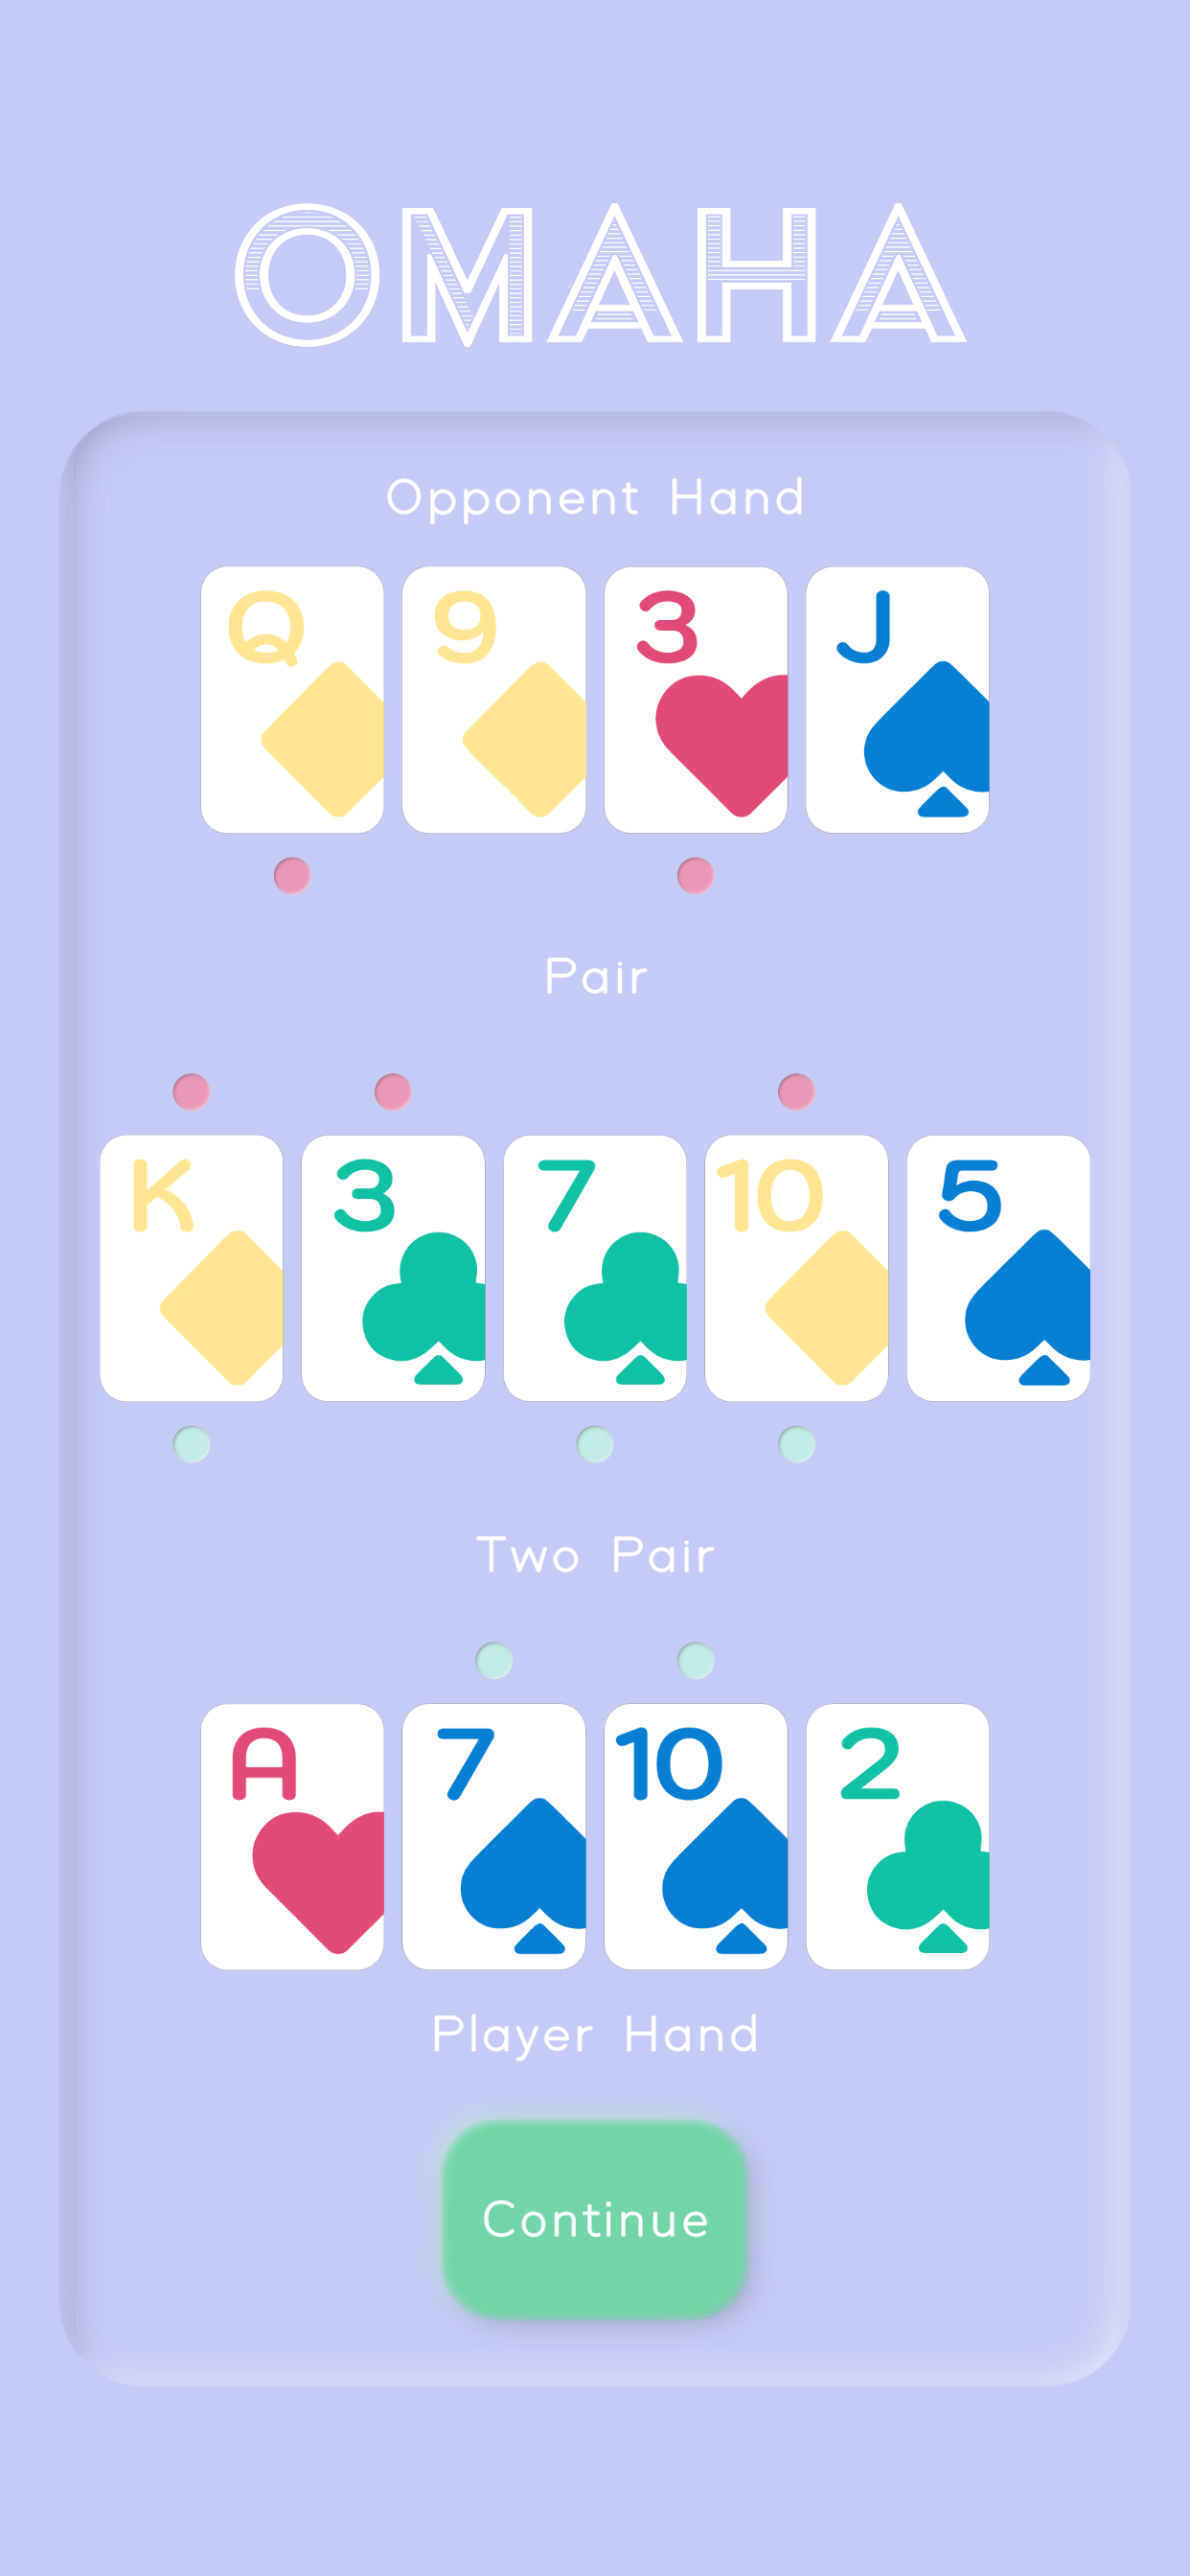 OMAHA
Opponent Hand
Q 9 3 J
Pair
K 3 7 10 5
Two Pair
A 7 10 2
Player Hand
Continue